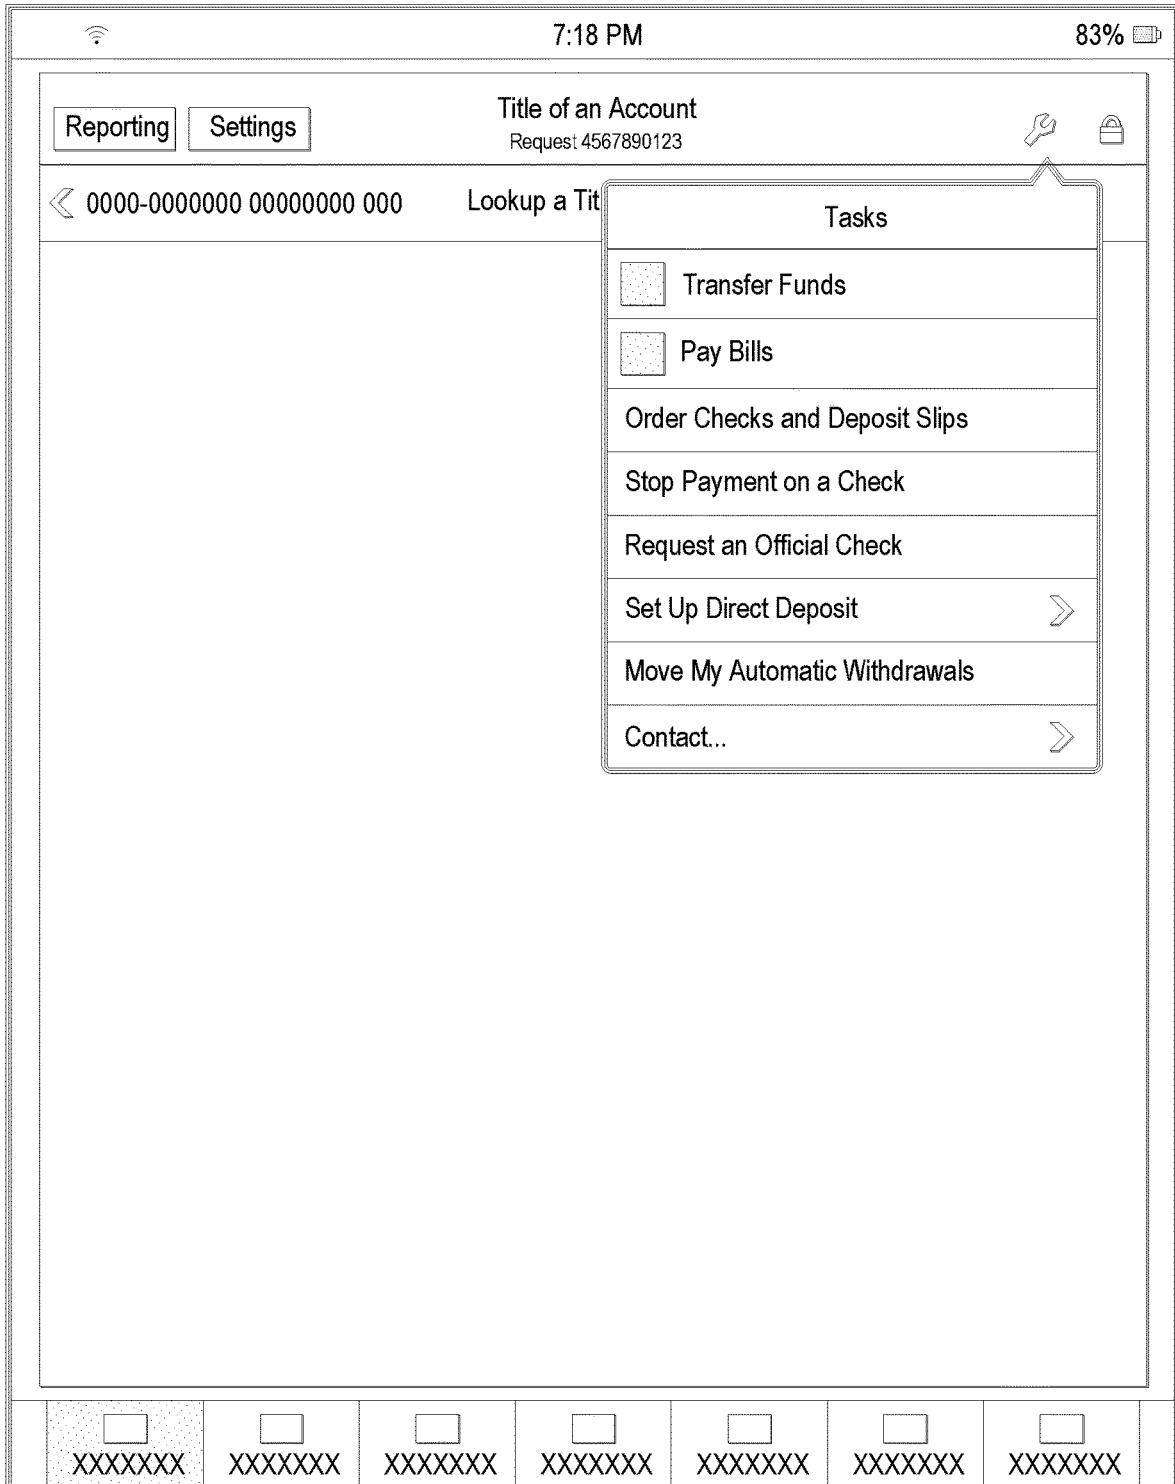 7:18 PM
83%
Reporting
Settings
Title of an Account
Request 4567890123
0000-0000000 00000000 000
Lookup a Tit
Tasks
Transfer Funds
Pay Bills
Order Checks and Deposit Slips
Stop Payment on a Check
Request an Official Check
Set Up Direct Deposit
Move My Automatic Withdrawals
Contact...
XXXXXXX XXXXXXX XXXXXXX XXXXXXX XXXXXXX XXXXXXX XXXXXXX